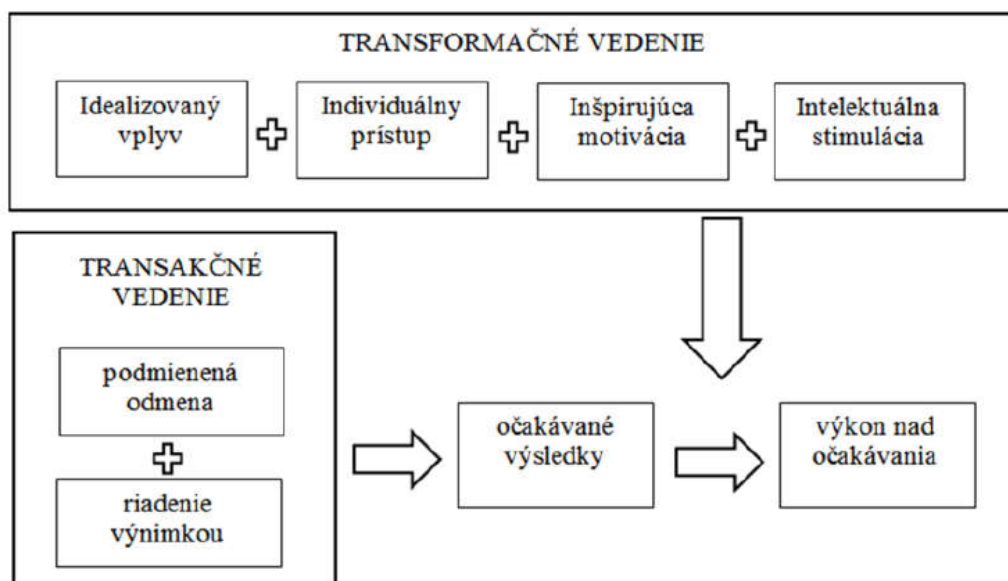 TRANSFORMAČNÉ VEDENIE
Idealizovaný
vplyv
Individuálny
prístup
Inšpirujúca
motivácia
Intelektuálna
stimulácia
TRANSAKČNÉ
VEDENIE
podmienená
odmena
riadenie
výnimkou
očakávané
výsledky
výkon nad
očakávania